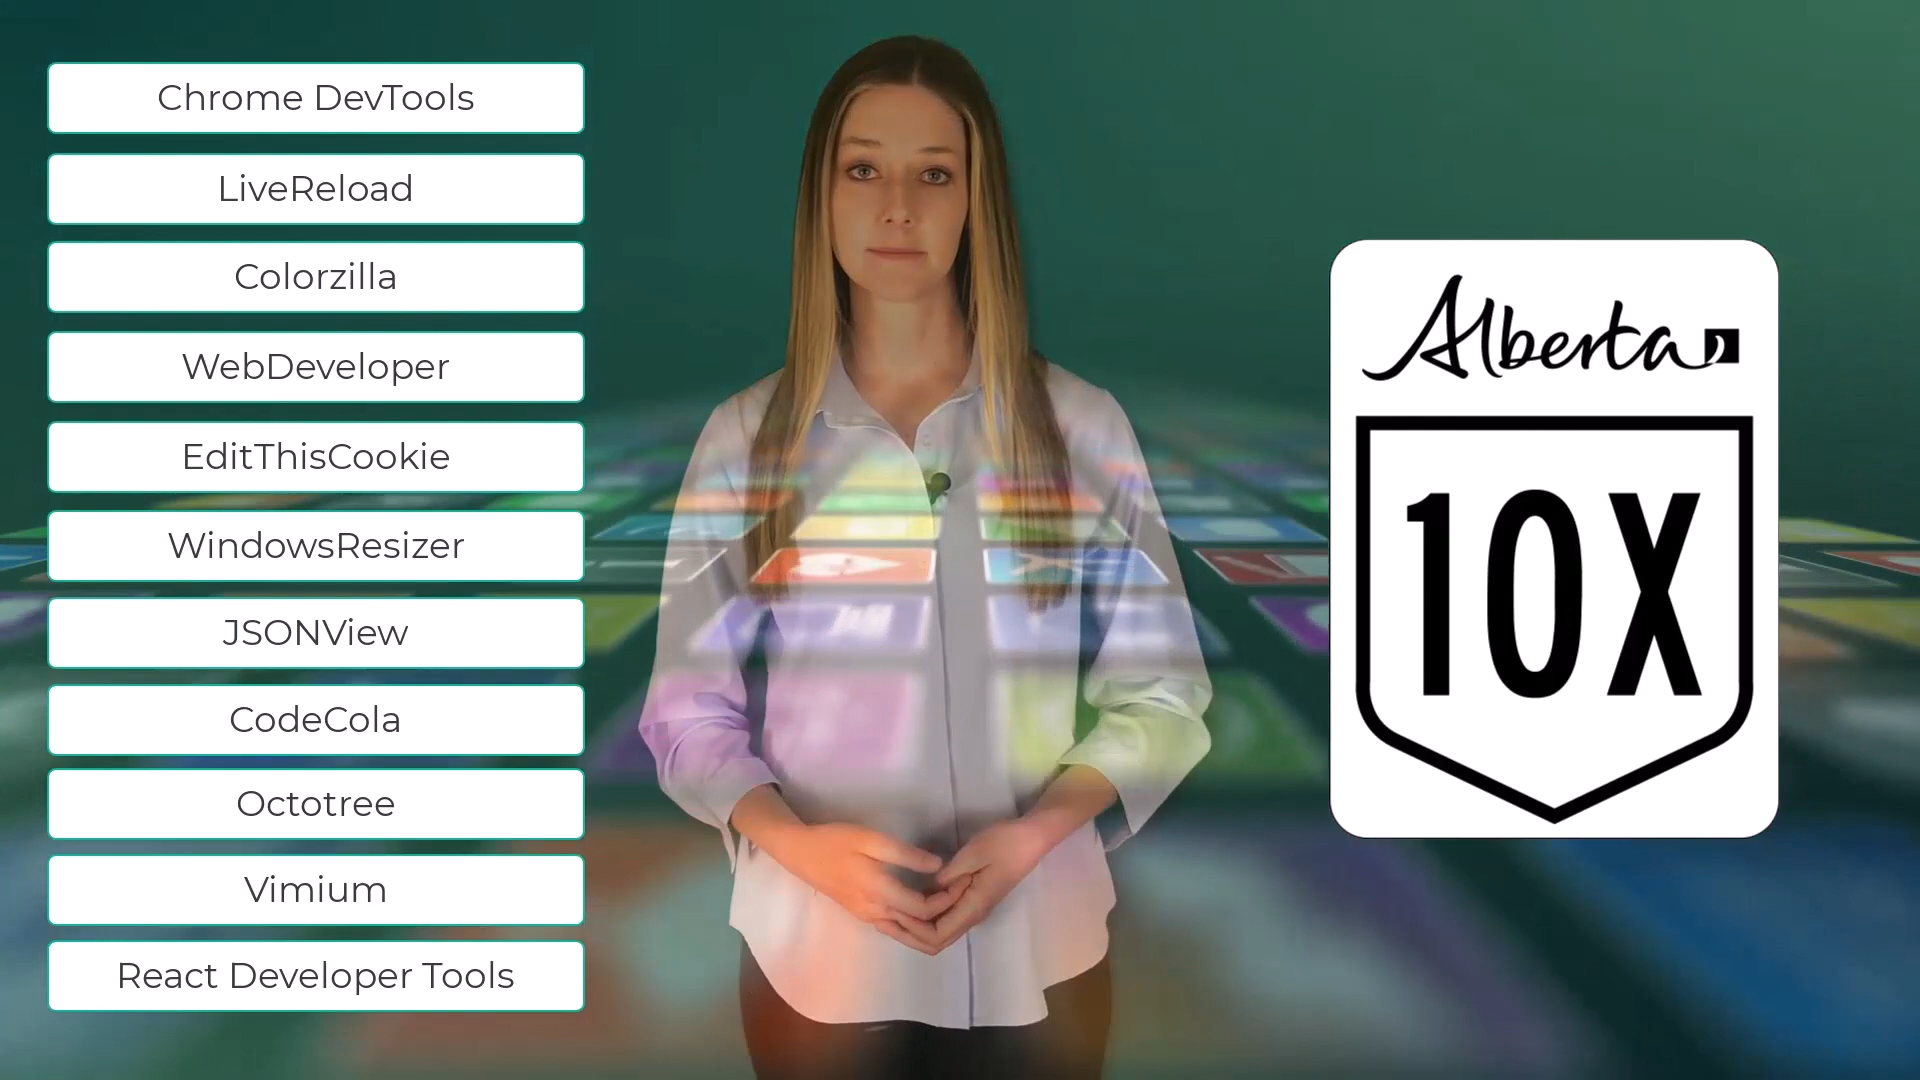 Chrome DevTools
LiveReload
Colorzilla
WebDeveloper
EditThisCookie
WindowsResizer
JSONView
CodeCola
Octotree
Vimium
React Developer Tools
Alberta
10X